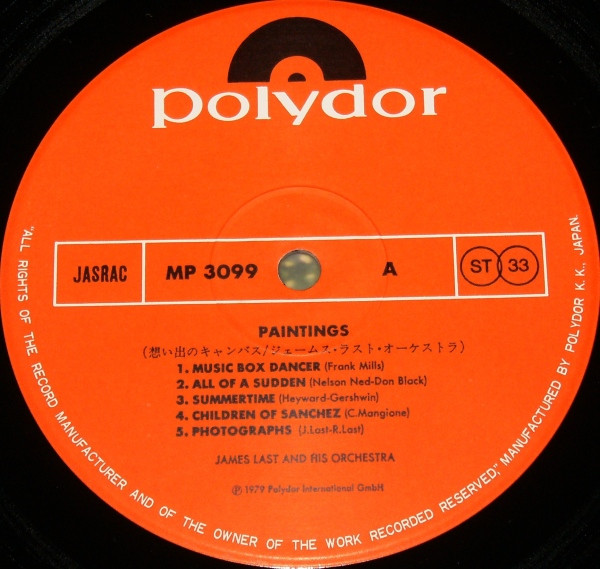 polydor
JASRAC MP 3099 A ST 33
PAINTINGS
(想い出のキャンバス/ジェームス・ラスト・オーケストラ)
1. MUSIC BOX DANCER (Frank Mills)
2. ALL OF A SUDDEN (Nelson Ned-Don Black)
3. SUMMERTIME (Heyward-Gershwin)
4. CHILDREN OF SANCHEZ (C.Mangione)
5. PHOTOGRAPHS (J.Last-R.Last)
JAMES LAST AND HIS ORCHESTRA
Ⓟ 1979 Polydor International GmbH
"ALL RIGHTS OF THE RECORD MANUFACTURER AND OF THE OWNER OF THE WORK RECORDED RESERVED," MANUFACTURED BY POLYDOR K.K., JAPAN.